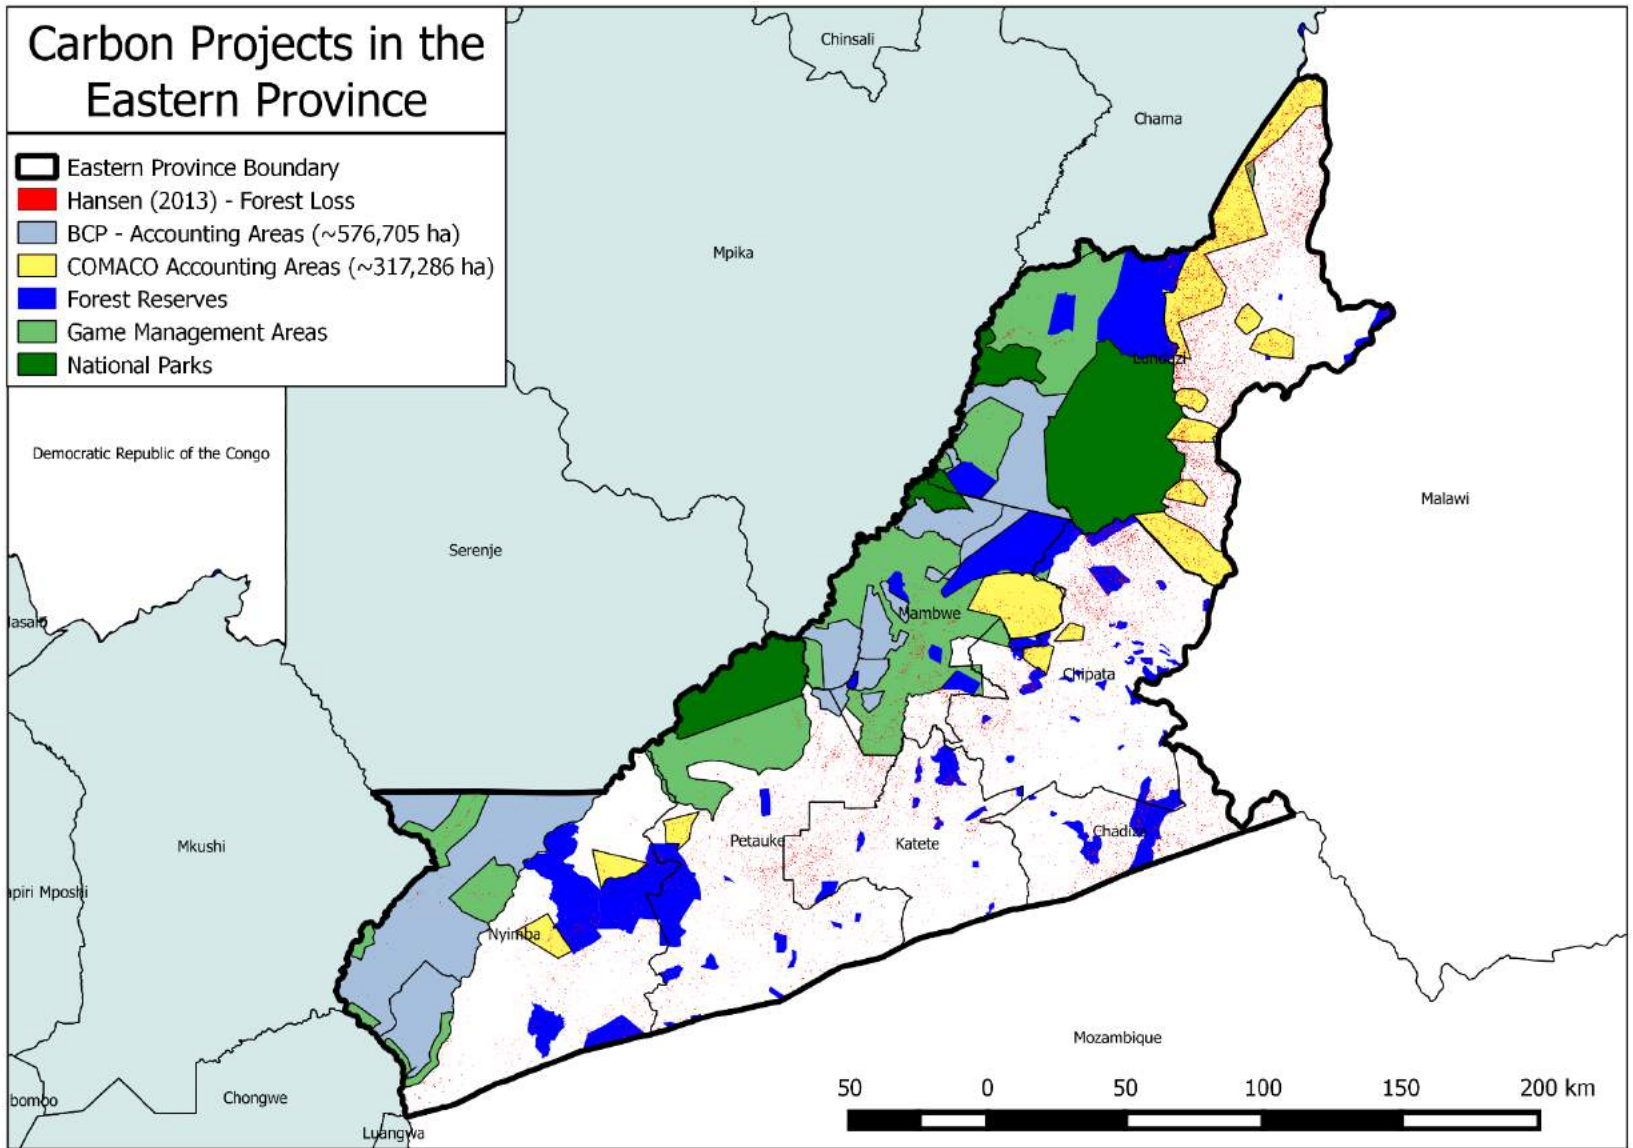 Carbon Projects in the
Eastern Province
Eastern Province Boundary
Hansen (2013) - Forest Loss
BCP - Accounting Areas (~576,705 ha)
COMACO Accounting Areas (~317,286 ha)
Forest Reserves
Game Management Areas
National Parks
Chinsali
Chama
Mpika
Lundazi
Democratic Republic of the Congo
Malawi
Serenje
Mambwe
Chipata
Mkushi
Petauke
Katete
Chadiza
apiri Mposhi
Nyimba
Mozambique
Chongwe
Luangwa
50 0 50 100 150 200 km